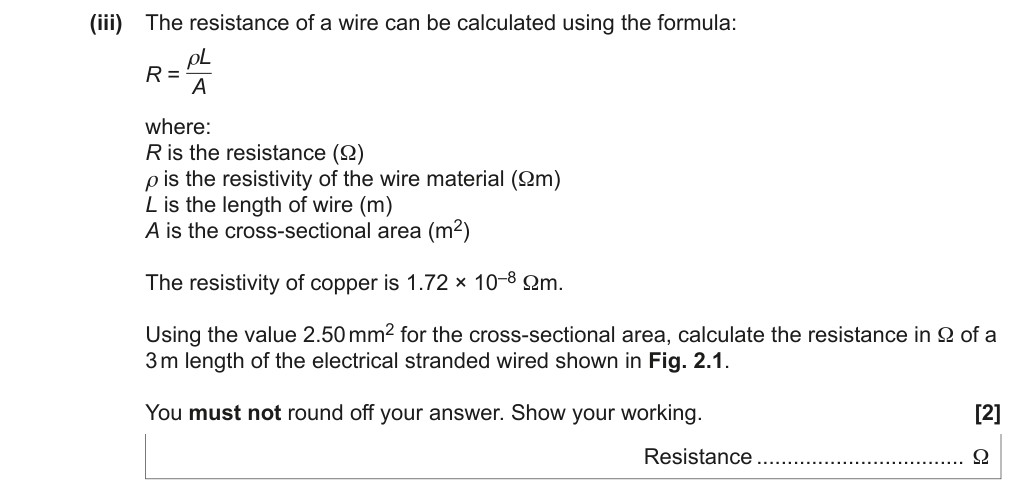 (iii) The resistance of a wire can be calculated using the formula:
R = ρL/A
where:
R is the resistance (Ω)
ρ is the resistivity of the wire material (Ωm)
L is the length of wire (m)
A is the cross-sectional area (m²)
The resistivity of copper is 1.72 × 10⁻⁸ Ωm.
Using the value 2.50 mm² for the cross-sectional area, calculate the resistance in Ω of a
3 m length of the electrical stranded wired shown in Fig. 2.1.
You must not round off your answer. Show your working. [2]
Resistance .................................. Ω